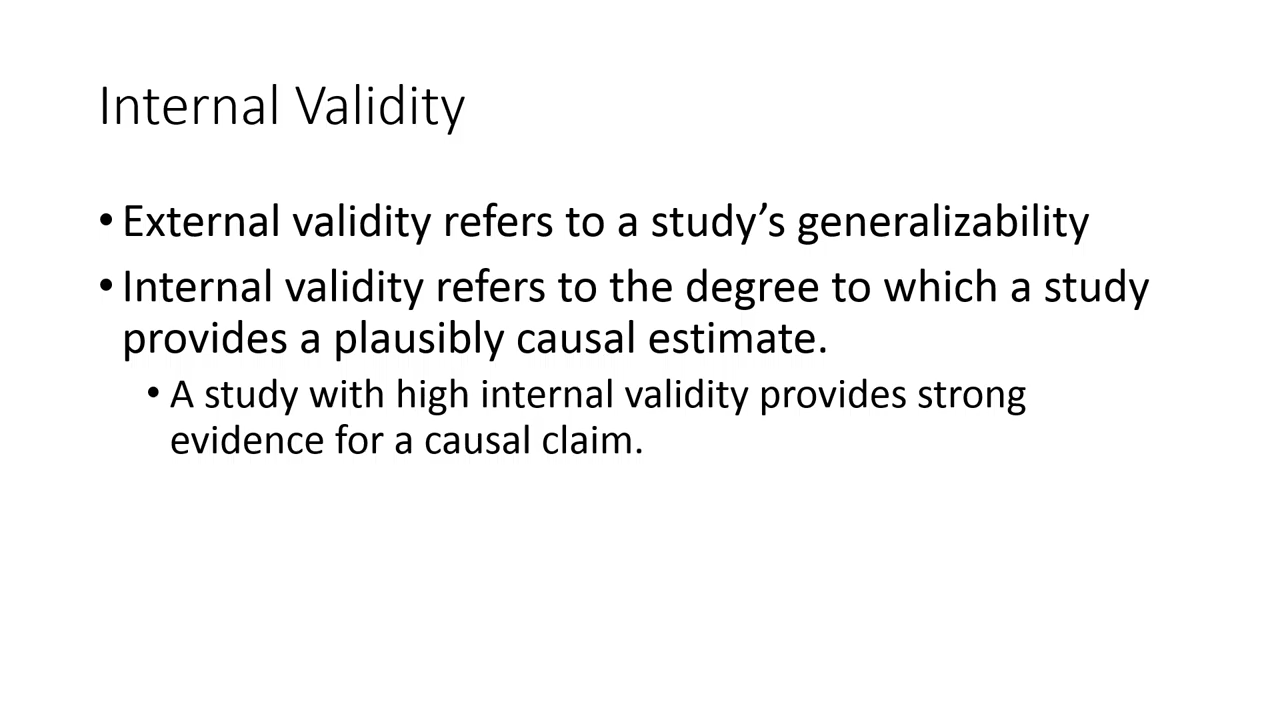 Internal Validity
• External validity refers to a study’s generalizability
• Internal validity refers to the degree to which a study
provides a plausibly causal estimate.
• A study with high internal validity provides strong
evidence for a causal claim.